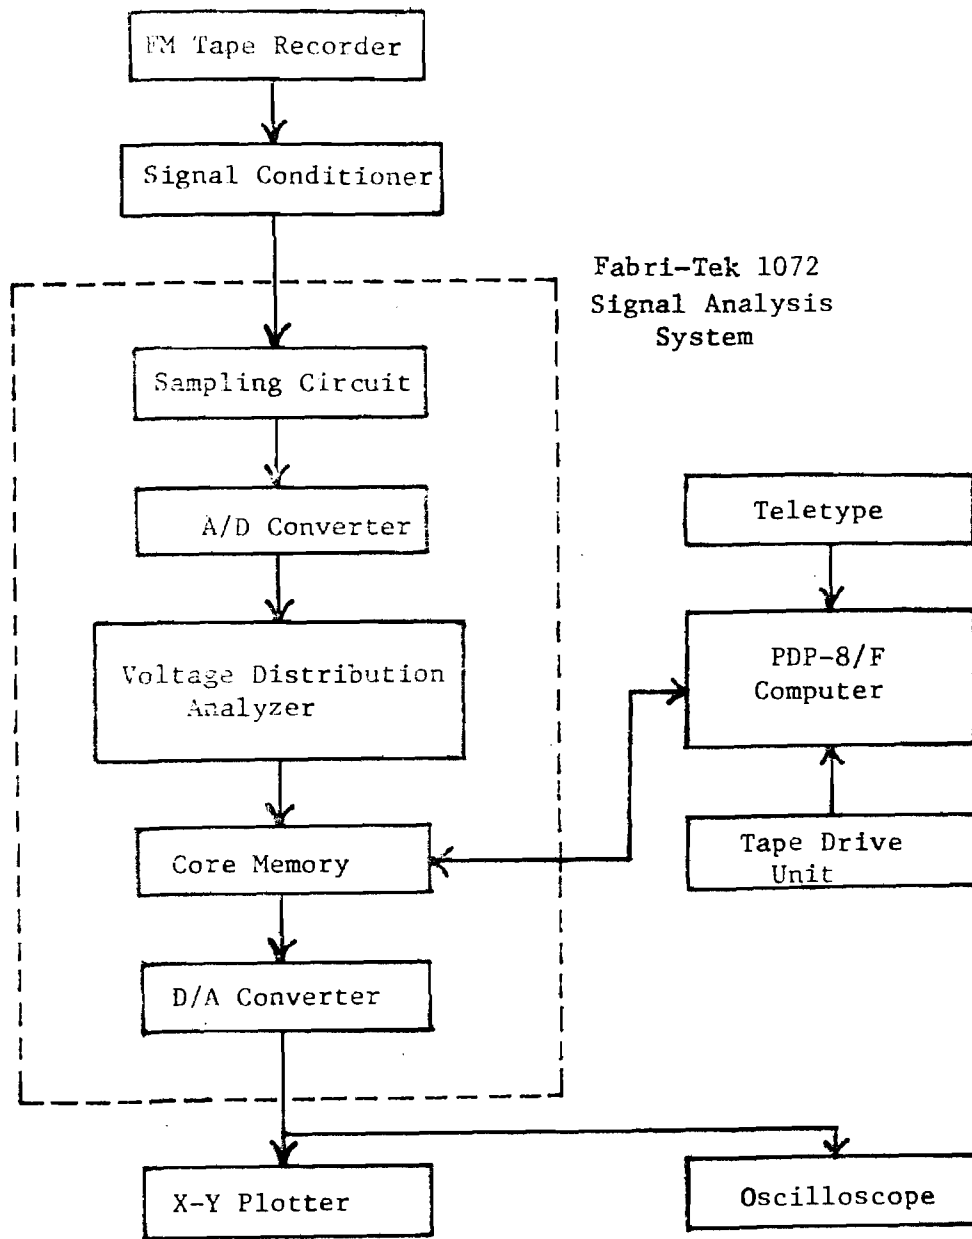 FM Tape Recorder
Signal Conditioner
Fabri-Tek 1072
Signal Analysis
System
Sampling Circuit
A/D Converter
Teletype
Voltage Distribution
Analyzer
PDP-8/F
Computer
Core Memory
Tape Drive
Unit
D/A Converter
X-Y Plotter
Oscilloscope